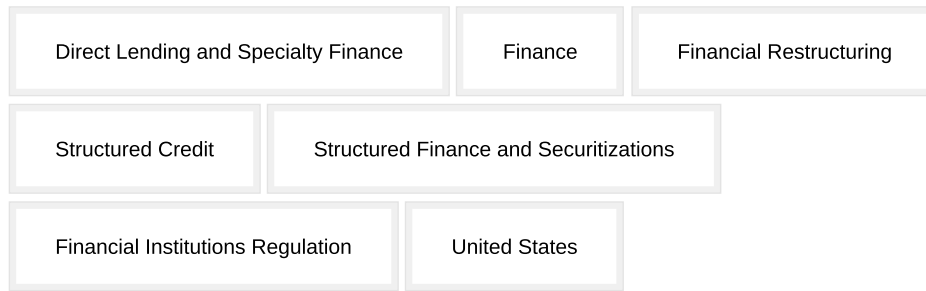 Direct Lending and Specialty Finance Finance Financial Restructuring
Structured Credit Structured Finance and Securitizations
Financial Institutions Regulation United States